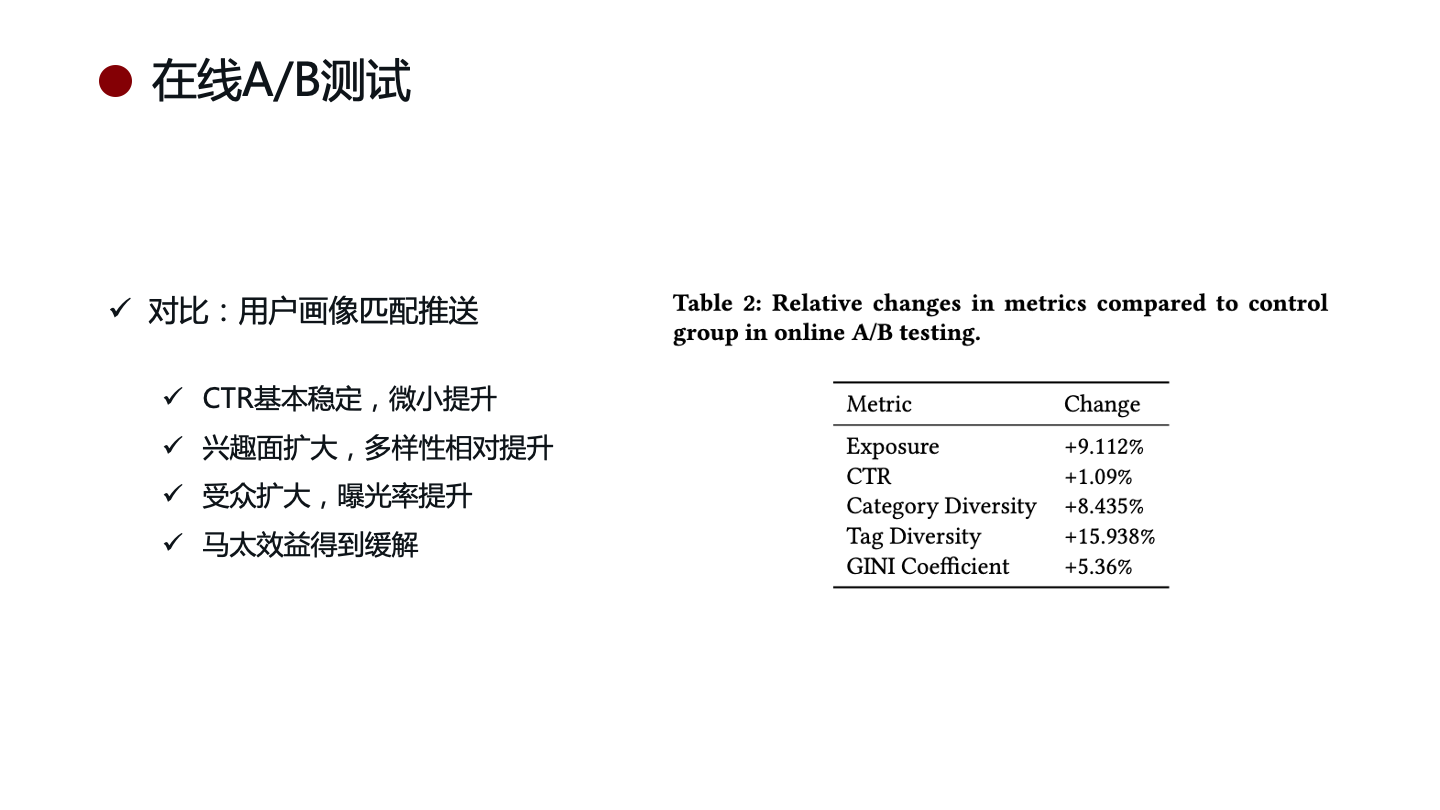 在线A/B测试
对比：用户画像匹配推送
CTR基本稳定，微小提升
兴趣面扩大，多样性相对提升
受众扩大，曝光率提升
马太效益得到缓解
Table 2: Relative changes in metrics compared to control
group in online A/B testing.
Metric Change
Exposure +9.112%
CTR +1.09%
Category Diversity +8.435%
Tag Diversity +15.938%
GINI Coefficient +5.36%